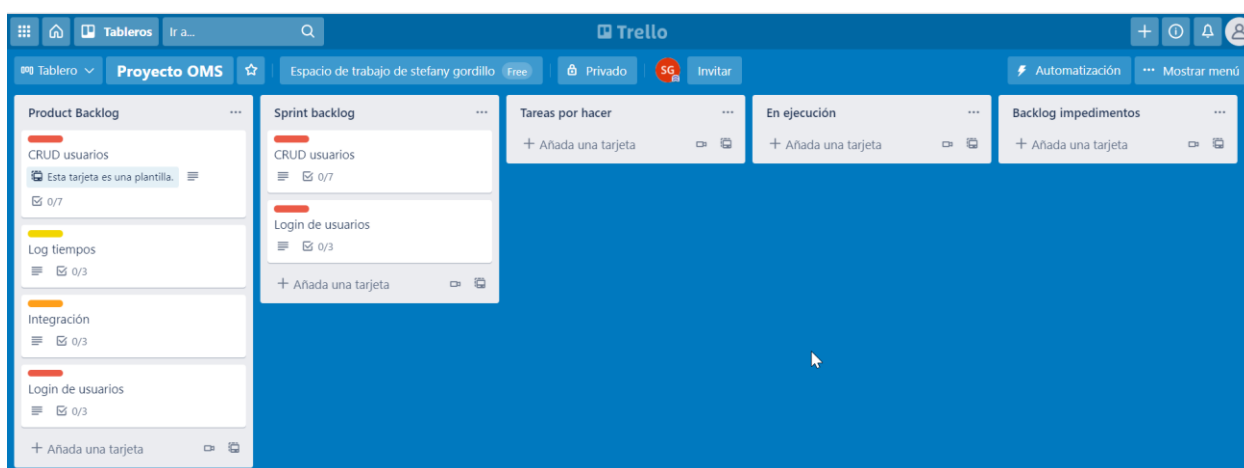 Tableros
Ir a...
Trello
Tablero
Proyecto OMS
Espacio de trabajo de stefany gordillo
Free
Privado
SG
Invitar
Automatización
Mostrar menú
Product Backlog
CRUD usuarios
Esta tarjeta es una plantilla.
0/7
Log tiempos
0/3
Integración
0/3
Login de usuarios
0/3
+ Añada una tarjeta
Sprint backlog
CRUD usuarios
0/7
Login de usuarios
0/3
+ Añada una tarjeta
Tareas por hacer
+ Añada una tarjeta
En ejecución
+ Añada una tarjeta
Backlog impedimentos
+ Añada una tarjeta